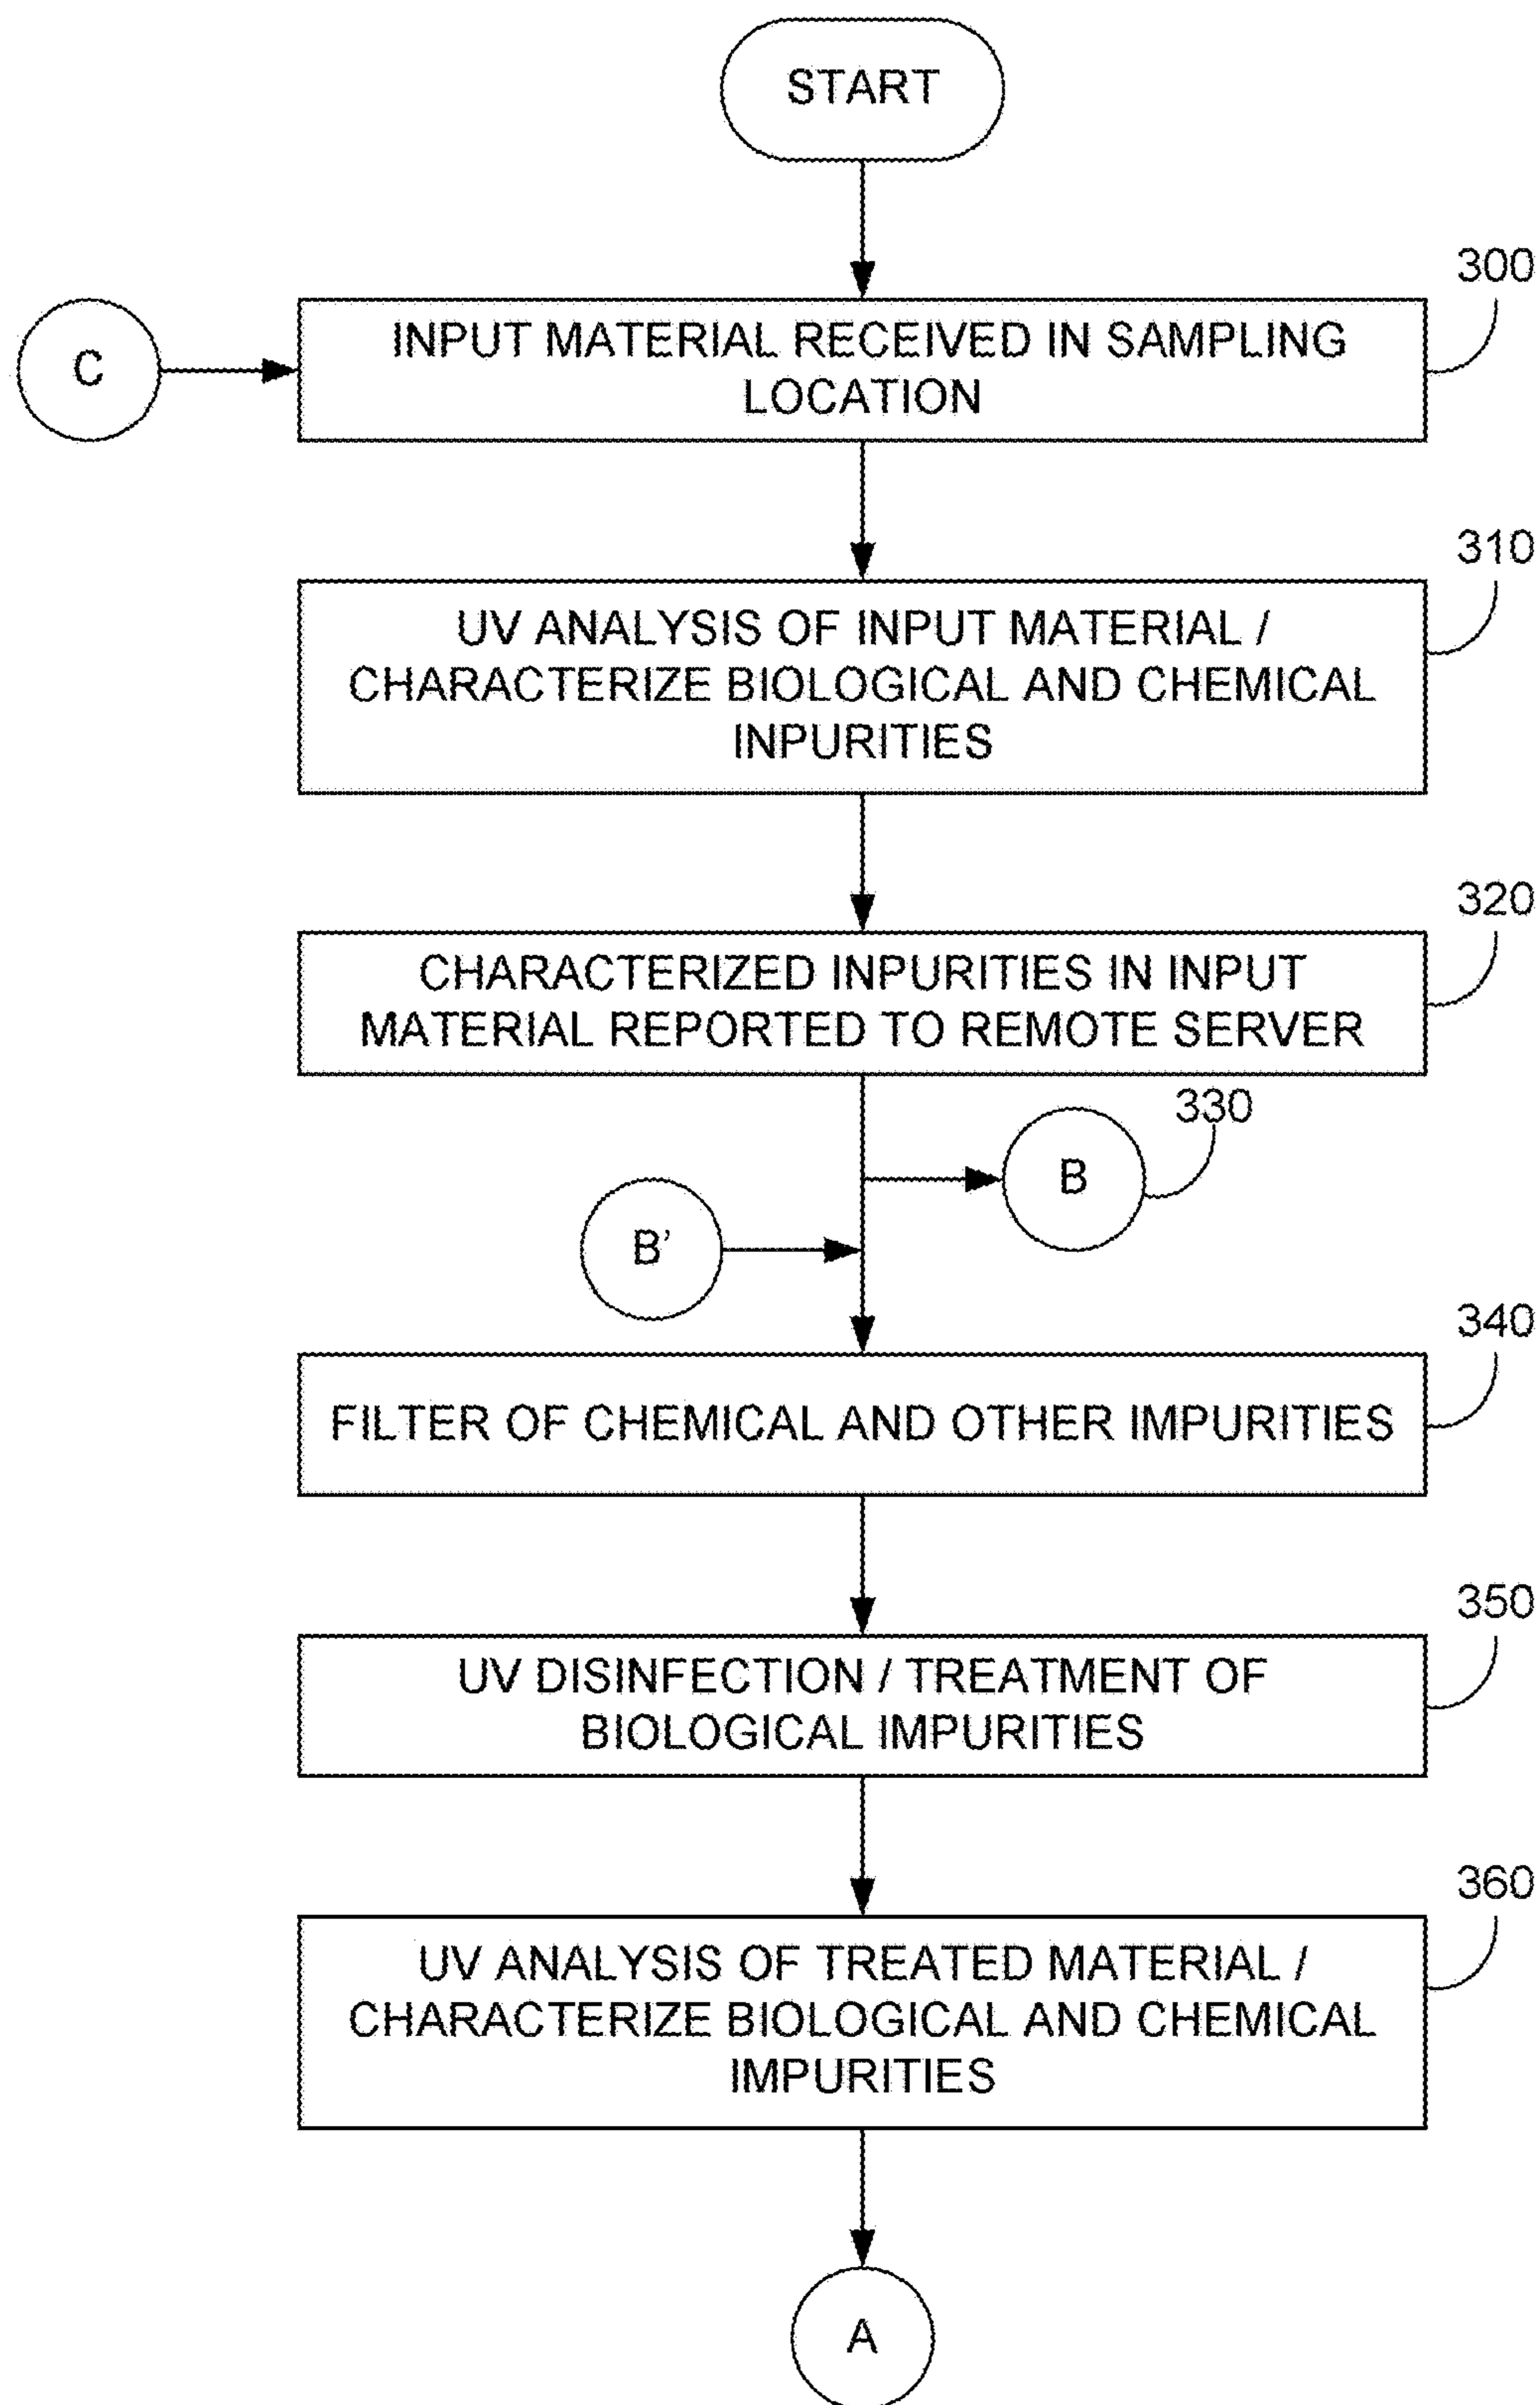 START
300
C
INPUT MATERIAL RECEIVED IN SAMPLING
LOCATION
310
UV ANALYSIS OF INPUT MATERIAL /
CHARACTERIZE BIOLOGICAL AND CHEMICAL
INPURITIES
320
CHARACTERIZED INPURITIES IN INPUT
MATERIAL REPORTED TO REMOTE SERVER
330
B
B’
340
FILTER OF CHEMICAL AND OTHER IMPURITIES
350
UV DISINFECTION / TREATMENT OF
BIOLOGICAL IMPURITIES
360
UV ANALYSIS OF TREATED MATERIAL /
CHARACTERIZE BIOLOGICAL AND CHEMICAL
IMPURITIES
A